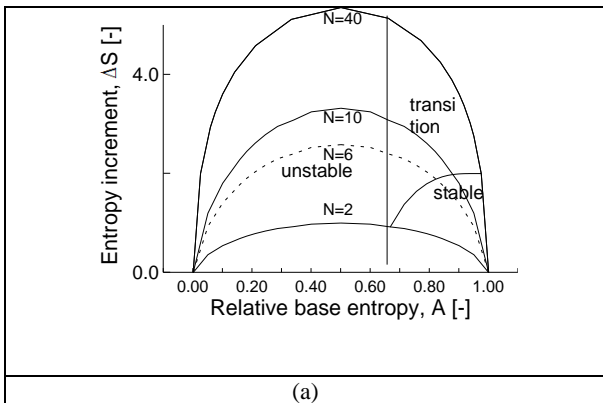 Entropy increment, ΔS [-]
4.0
0.0
N=40
N=10
N=6
unstable
N=2
transi
tion
stable
0.00 0.20 0.40 0.60 0.80 1.00
Relative base entropy, A [-]
(a)